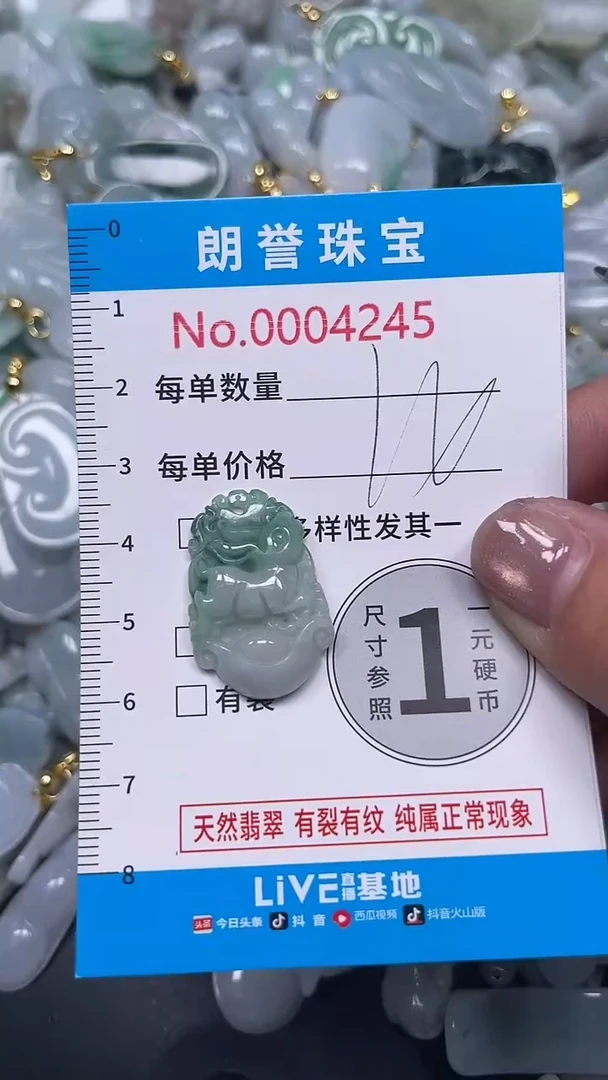 朗誉珠宝
0
1
No.0004245
2
每单数量
3
每单价格
多样性发其一
4
5
尺寸参照
1
一元硬币
6
有裂
7
天然翡翠 有裂有纹 纯属正常现象
8
LiVE直播基地
头条 今日头条 抖音 西瓜视频 抖音火山版